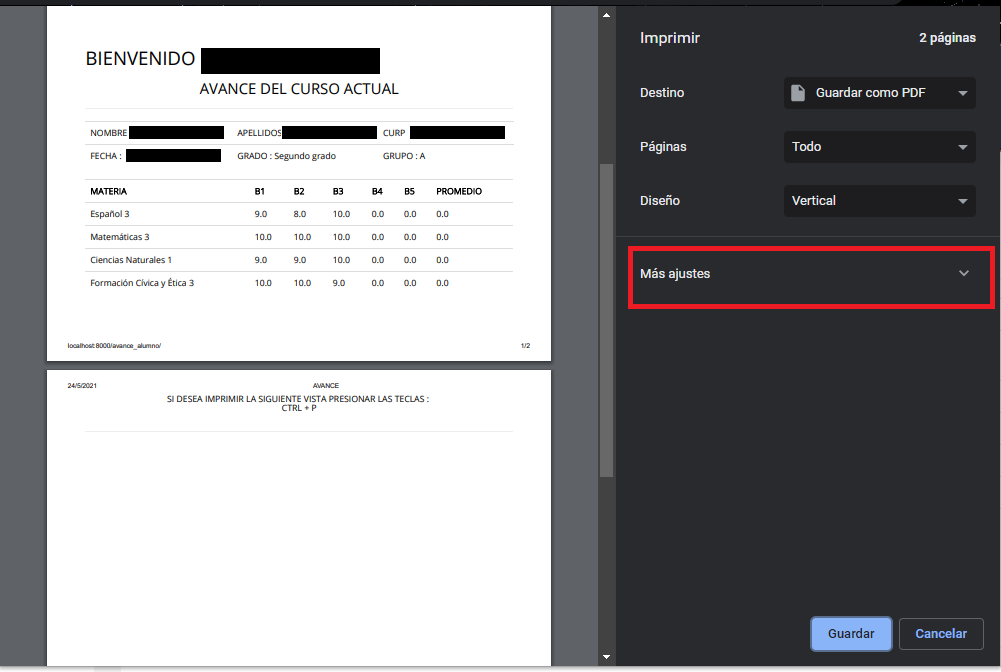 BIENVENIDO
AVANCE DEL CURSO ACTUAL
NOMBRE APELLIDOS CURP
FECHA : GRADO : Segundo grado GRUPO : A
MATERIA B1 B2 B3 B4 B5 PROMEDIO
Español 3 9.0 8.0 10.0 0.0 0.0 0.0
Matemáticas 3 10.0 10.0 10.0 0.0 0.0 0.0
Ciencias Naturales 1 9.0 9.0 10.0 0.0 0.0 0.0
Formación Cívica y Ética 3 10.0 10.0 9.0 0.0 0.0 0.0
localhost:8000/avance_alumno/ 1/2
24/5/2021 AVANCE
SI DESEA IMPRIMIR LA SIGUIENTE VISTA PRESIONAR LAS TECLAS :
CTRL + P
Imprimir 2 páginas
Destino Guardar como PDF
Páginas Todo
Diseño Vertical
Más ajustes
Guardar Cancelar